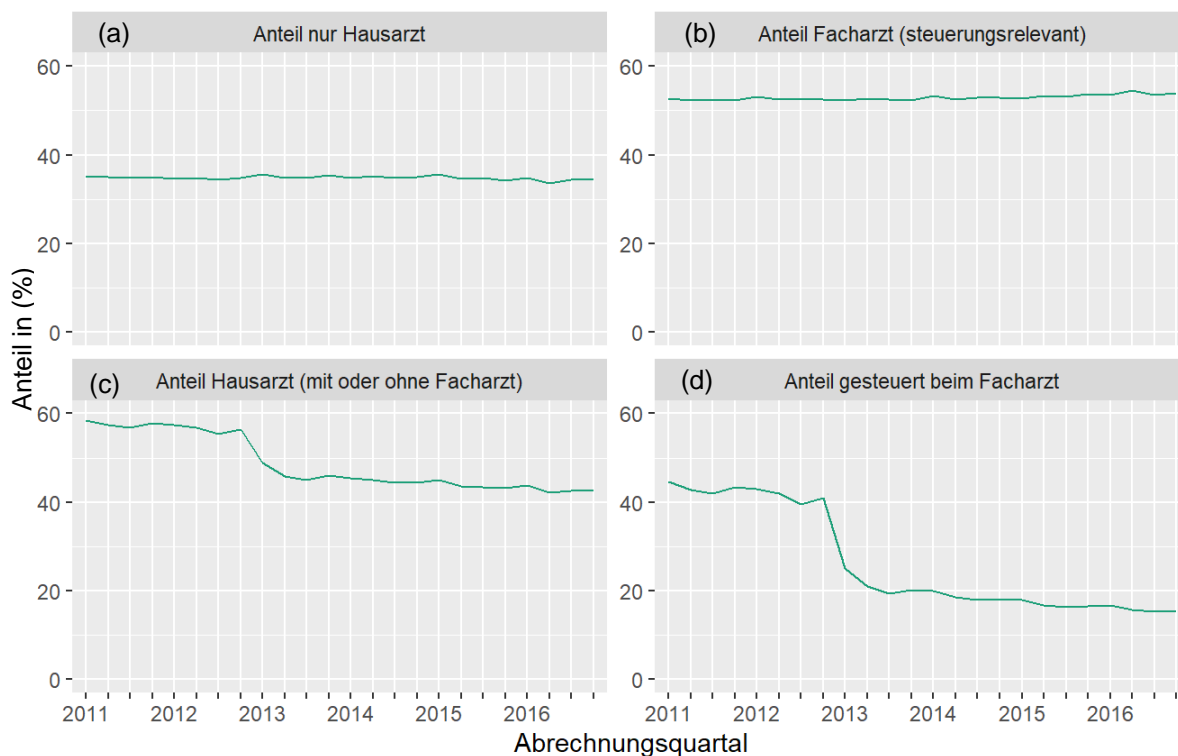 (a) Anteil nur Hausarzt
(b) Anteil Facharzt (steuerungsrelevant)
60
40
20
0
60
40
20
0
Anteil in (%)
(c) Anteil Hausarzt (mit oder ohne Facharzt)
(d) Anteil gesteuert beim Facharzt
60
40
20
0
60
40
20
0
2011 2012 2013 2014 2015 2016
2011 2012 2013 2014 2015 2016
Abrechnungsquartal